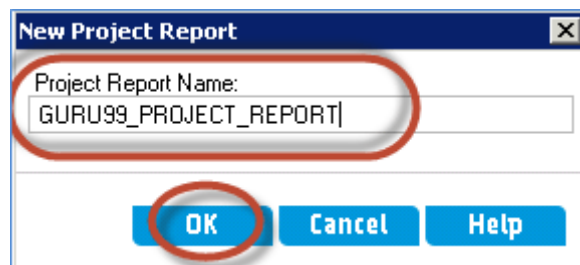 New Project Report
Project Report Name:
GURU99_PROJECT_REPORT
OK Cancel Help